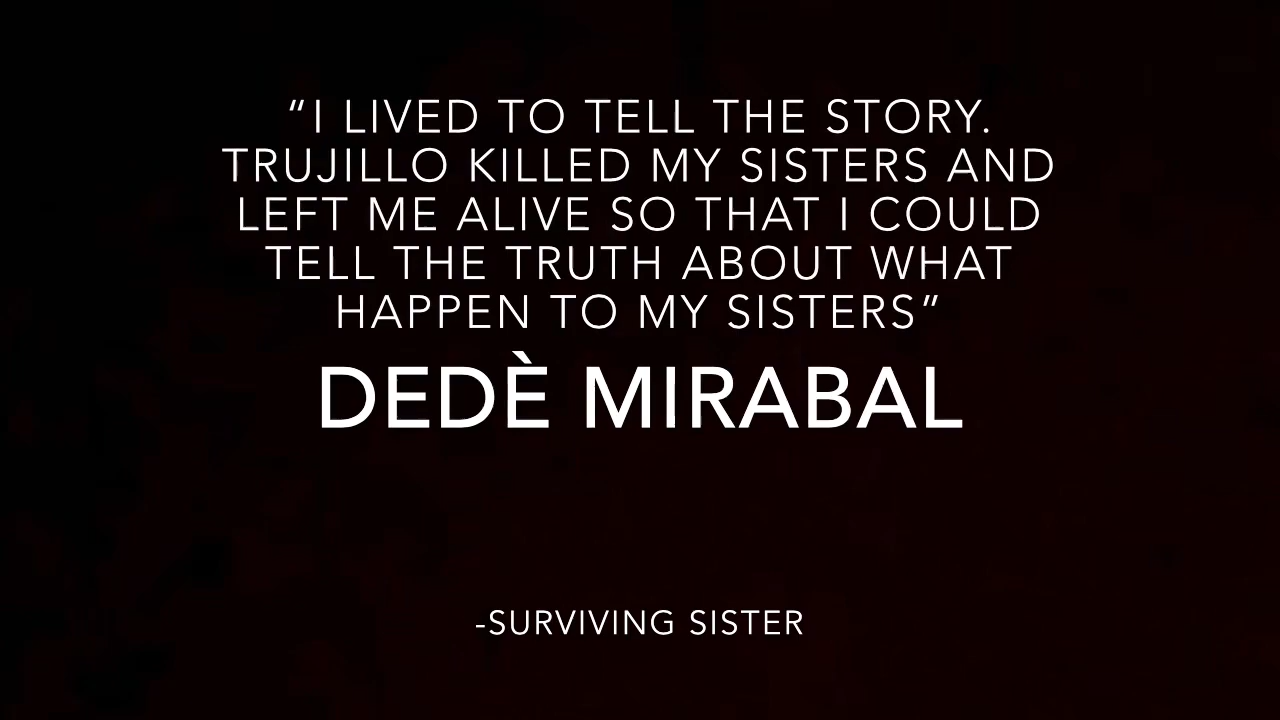 “I LIVED TO TELL THE STORY.
TRUJILLO KILLED MY SISTERS AND
LEFT ME ALIVE SO THAT I COULD
TELL THE TRUTH ABOUT WHAT
HAPPEN TO MY SISTERS”
DEDÈ MIRABAL
-SURVIVING SISTER